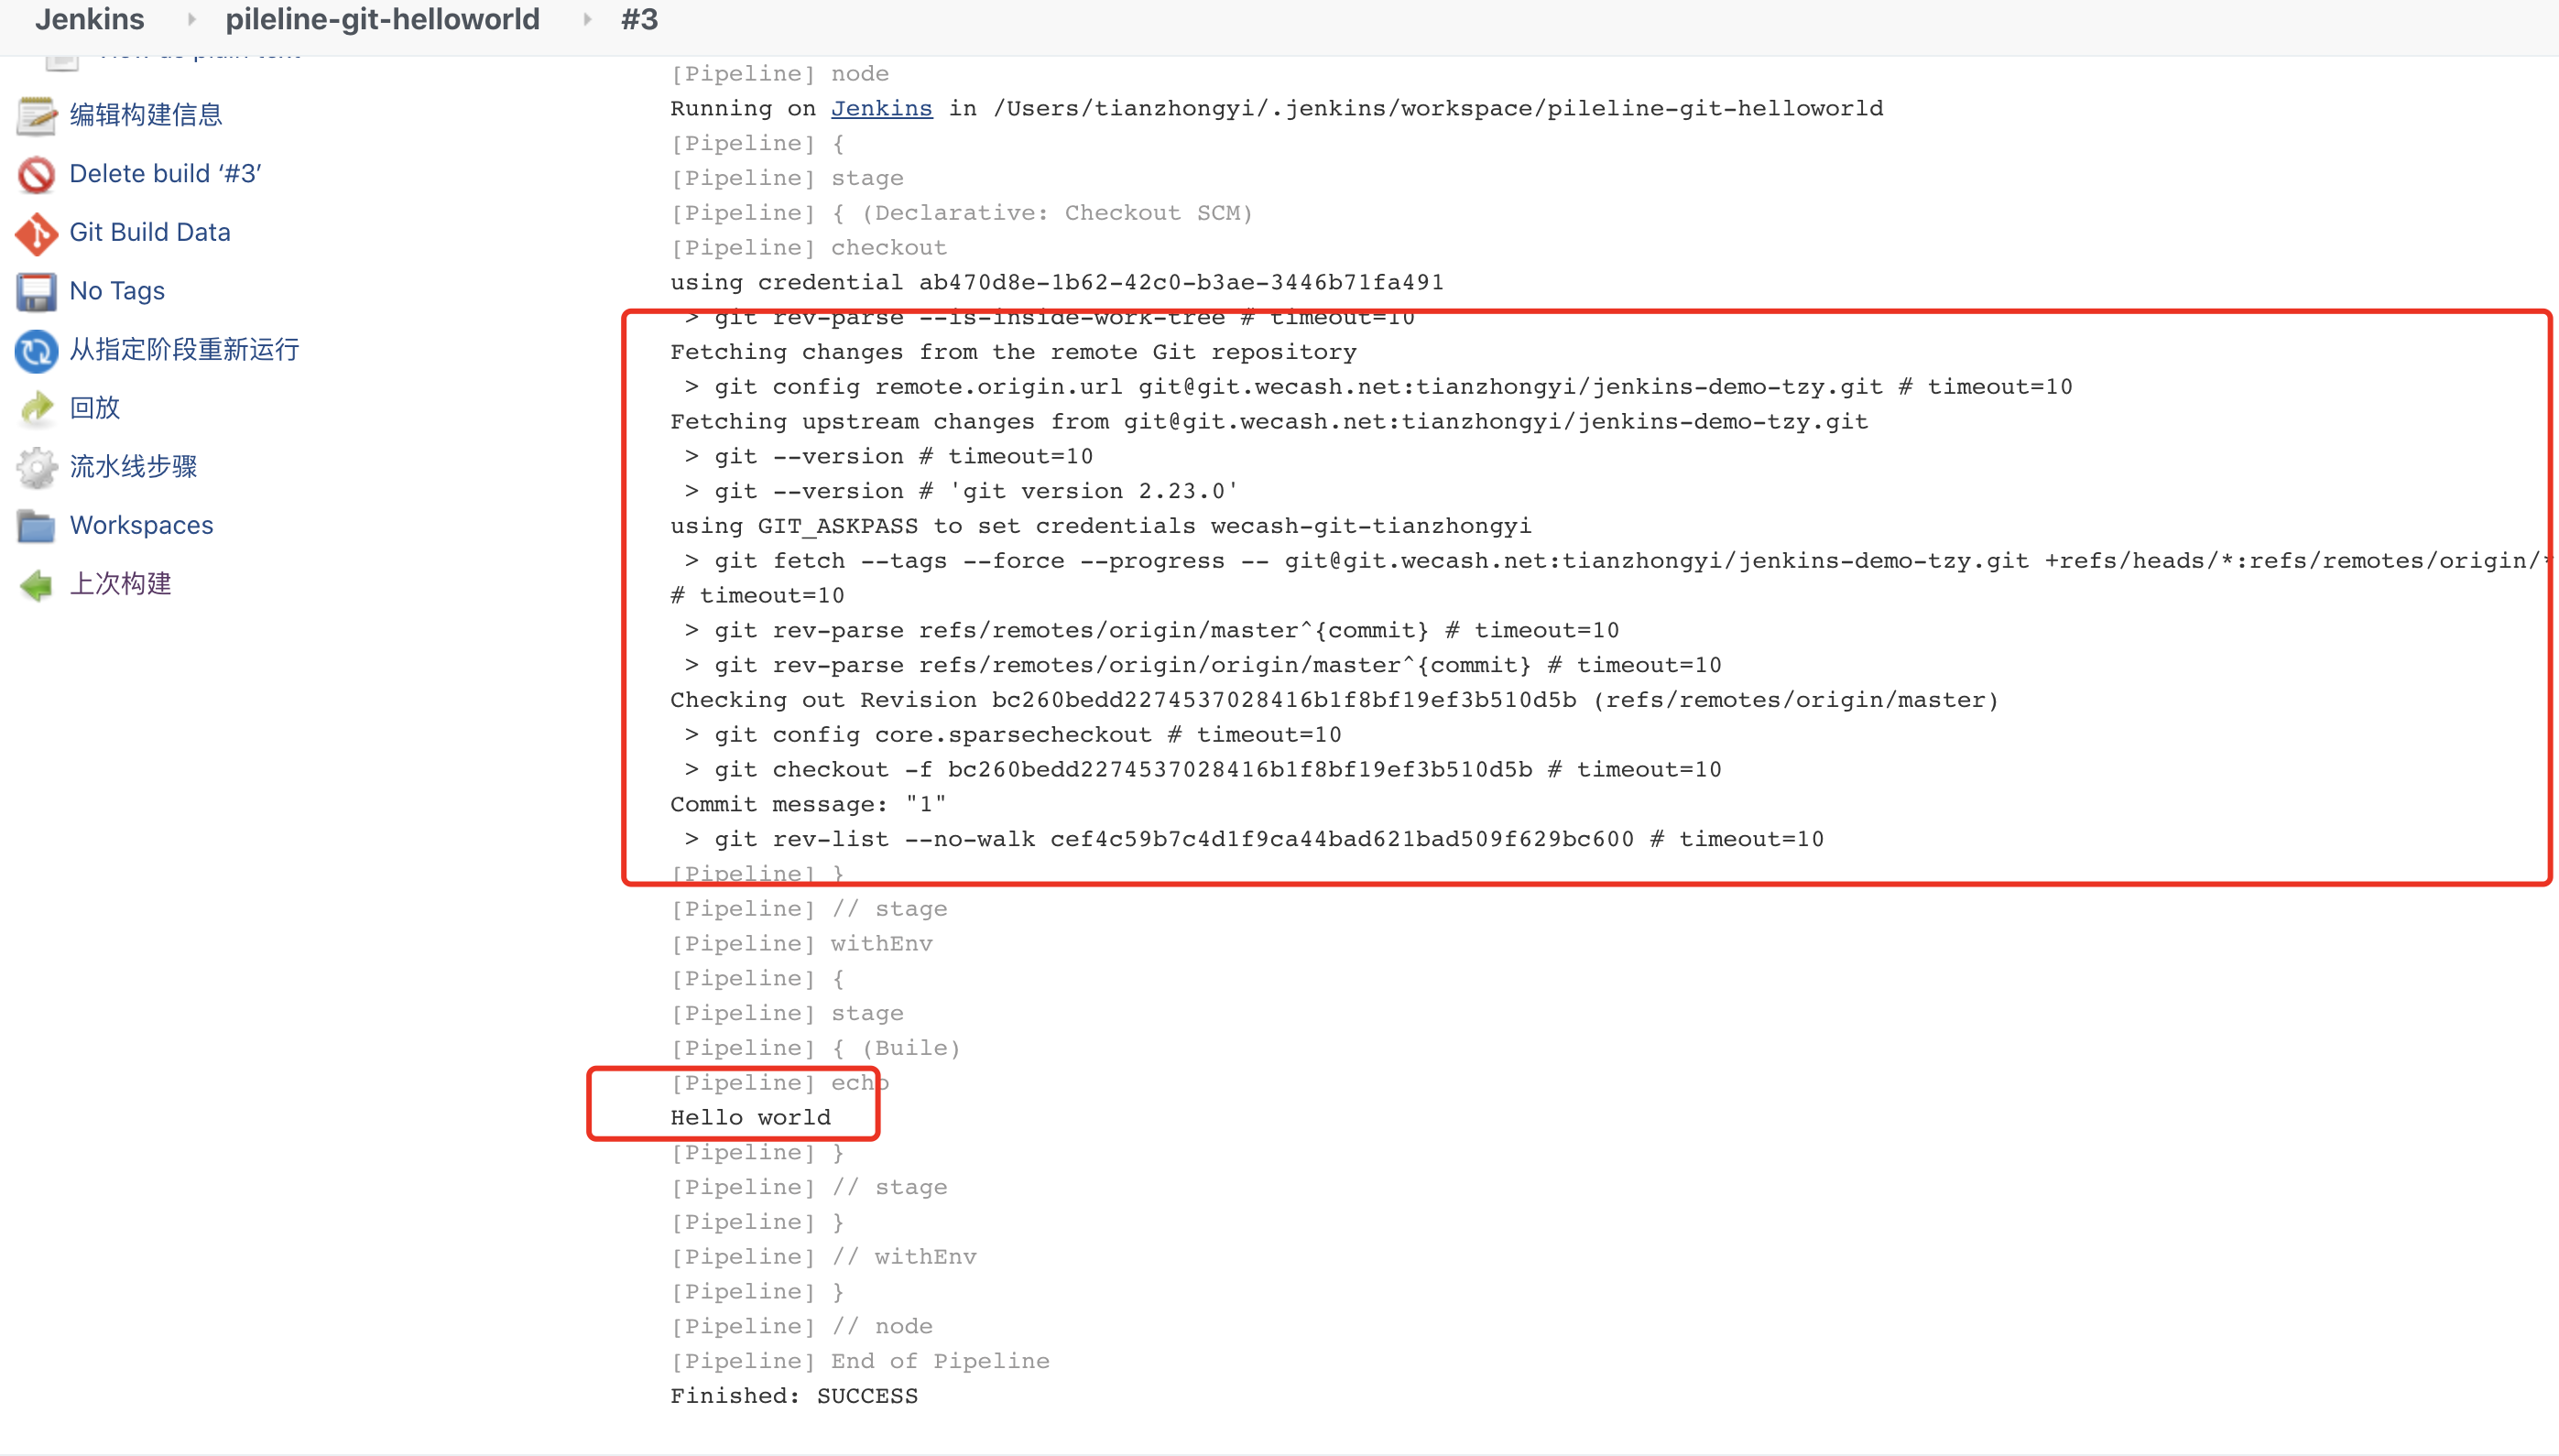 Jenkins pileline-git-helloworld #3
编辑构建信息
Delete build ‘#3’
Git Build Data
No Tags
从指定阶段重新运行
回放
流水线步骤
Workspaces
上次构建
[Pipeline] node
Running on Jenkins in /Users/tianzhongyi/.jenkins/workspace/pileline-git-helloworld
[Pipeline] {
[Pipeline] stage
[Pipeline] { (Declarative: Checkout SCM)
[Pipeline] checkout
using credential ab470d8e-1b62-42c0-b3ae-3446b71fa491
> git rev-parse --is-inside-work-tree # timeout=10
Fetching changes from the remote Git repository
> git config remote.origin.url git@git.wecash.net:tianzhongyi/jenkins-demo-tzy.git # timeout=10
Fetching upstream changes from git@git.wecash.net:tianzhongyi/jenkins-demo-tzy.git
> git --version # timeout=10
> git --version # 'git version 2.23.0'
using GIT_ASKPASS to set credentials wecash-git-tianzhongyi
> git fetch --tags --force --progress -- git@git.wecash.net:tianzhongyi/jenkins-demo-tzy.git +refs/heads/*:refs/remotes/origin/*
# timeout=10
> git rev-parse refs/remotes/origin/master^{commit} # timeout=10
> git rev-parse refs/remotes/origin/origin/master^{commit} # timeout=10
Checking out Revision bc260bedd2274537028416b1f8bf19ef3b510d5b (refs/remotes/origin/master)
> git config core.sparsecheckout # timeout=10
> git checkout -f bc260bedd2274537028416b1f8bf19ef3b510d5b # timeout=10
Commit message: "1"
> git rev-list --no-walk cef4c59b7c4d1f9ca44bad621bad509f629bc600 # timeout=10
[Pipeline] }
[Pipeline] // stage
[Pipeline] withEnv
[Pipeline] {
[Pipeline] stage
[Pipeline] { (Buile)
[Pipeline] echo
Hello world
[Pipeline] }
[Pipeline] // stage
[Pipeline] }
[Pipeline] // withEnv
[Pipeline] }
[Pipeline] // node
[Pipeline] End of Pipeline
Finished: SUCCESS